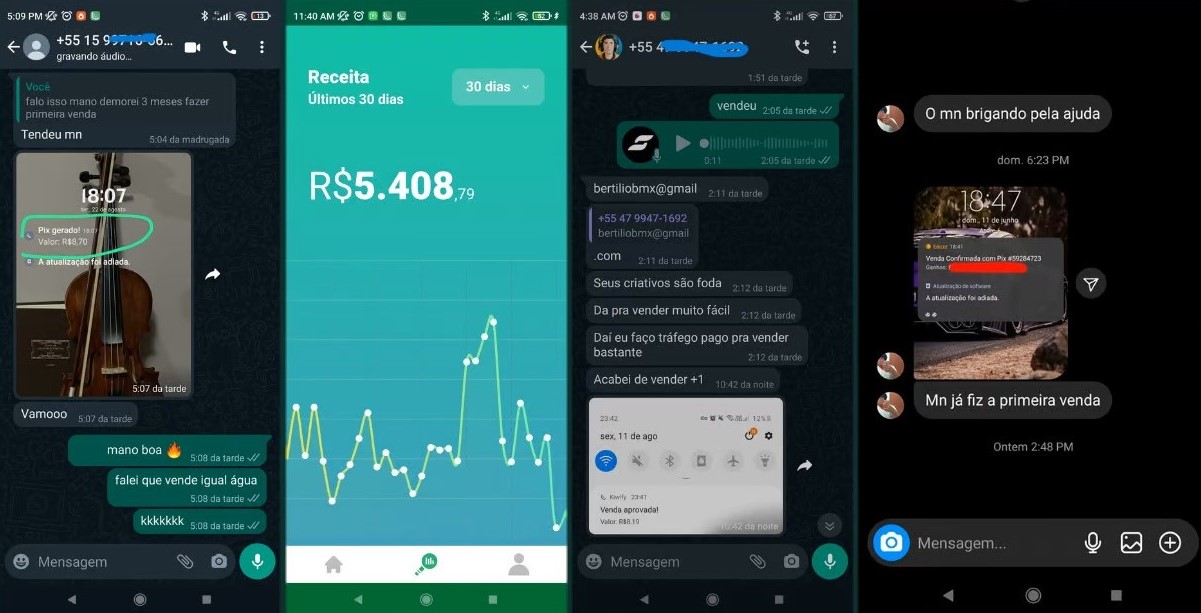 5:09 PM
13
+55 15
gravando áudio...
Você
falo isso mano demorei 3 meses fazer
primeira venda
Tendeu mn
5:04 da madrugada
18:07
Pix gerado!
Valor: R$8,70
A atualização foi adiada.
5:07 da tarde
Vamooo 5:07 da tarde
mano boa 🔥 5:08 da tarde
falei que vende igual água
5:08 da tarde
kkkkkkk 5:08 da tarde
Mensagem
11:40 AM
Receita
Últimos 30 dias
30 dias
R$5.408,79
4:38 AM
67
+55 4
1:51 da tarde
vendeu 2:05 da tarde
0:11 2:05 da tarde
bertiliobmx@gmail 2:11 da tarde
+55 47 9947-1692
bertiliobmx@gmail
.com 2:11 da tarde
Seus criativos são foda 2:12 da tarde
Da pra vender muito fácil 2:12 da tarde
Daí eu faço tráfego pago pra vender
bastante 2:12 da tarde
Acabei de vender +1 10:42 da noite
23:42
12%
sex, 11 de ago
Kiwify 23:41
Venda aprovada!
Valor: R$8,19
10:42 da noite
Mensagem
O mn brigando pela ajuda
dom. 6:23 PM
18:47
dom., 11 de junho
18:41
Venda Confirmada com Pix #59284723
Ganhos:
Atualização de software
A atualização foi adiada.
Mn já fiz a primeira venda
Ontem 2:48 PM
Mensagem...